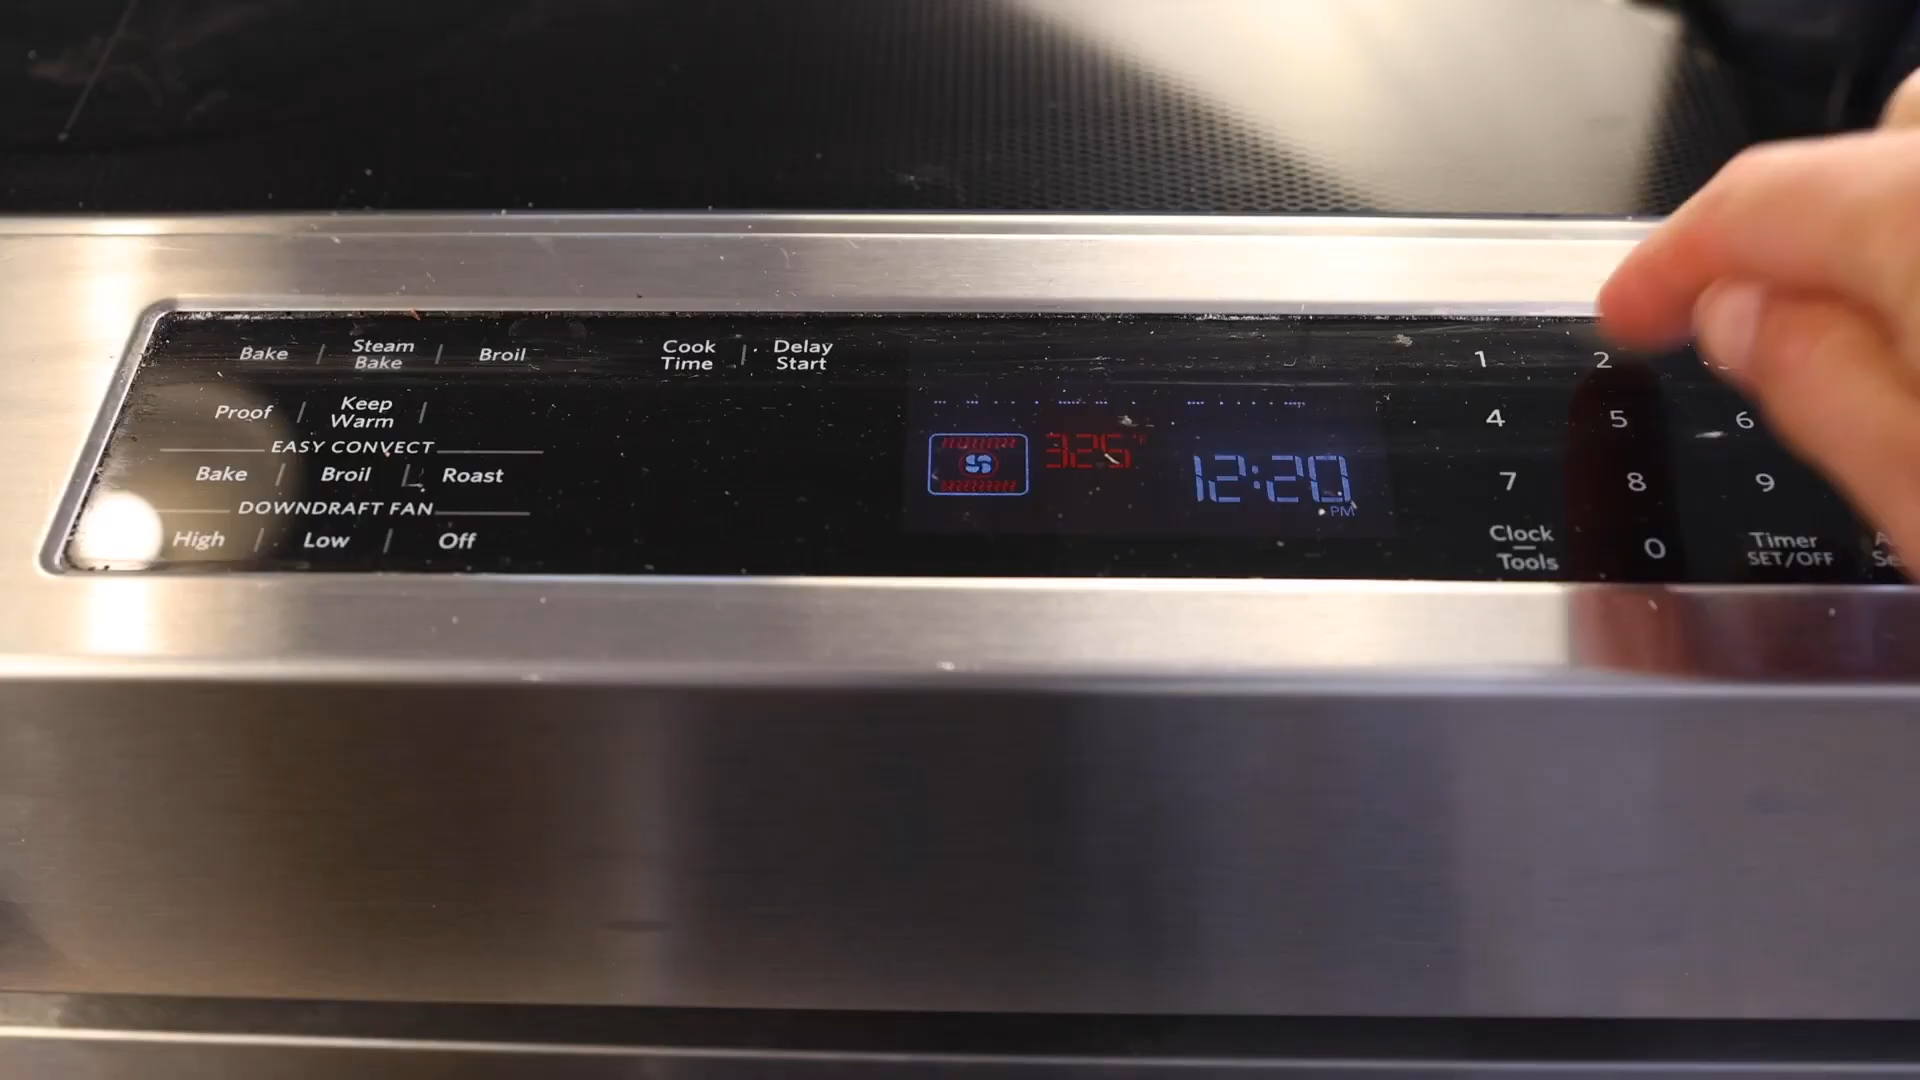 Bake | Steam Bake | Broil
Cook Time | Delay Start
Proof | Keep Warm |
EASY CONVECT
Bake | Broil | Roast
DOWNDRAFT FAN
High | Low | Off
325°F
12:20 PM
1 2
4 5 6
7 8 9
Clock Tools 0 Timer SET/OFF